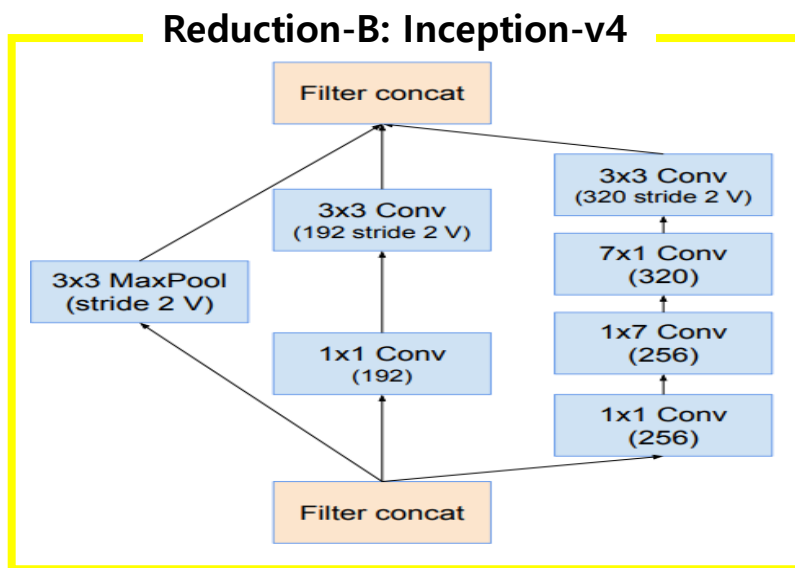 Reduction-B: Inception-v4
Filter concat
3x3 Conv
(320 stride 2 V)
3x3 Conv
(192 stride 2 V)
7x1 Conv
(320)
3x3 MaxPool
(stride 2 V)
1x7 Conv
(256)
1x1 Conv
(192)
1x1 Conv
(256)
Filter concat